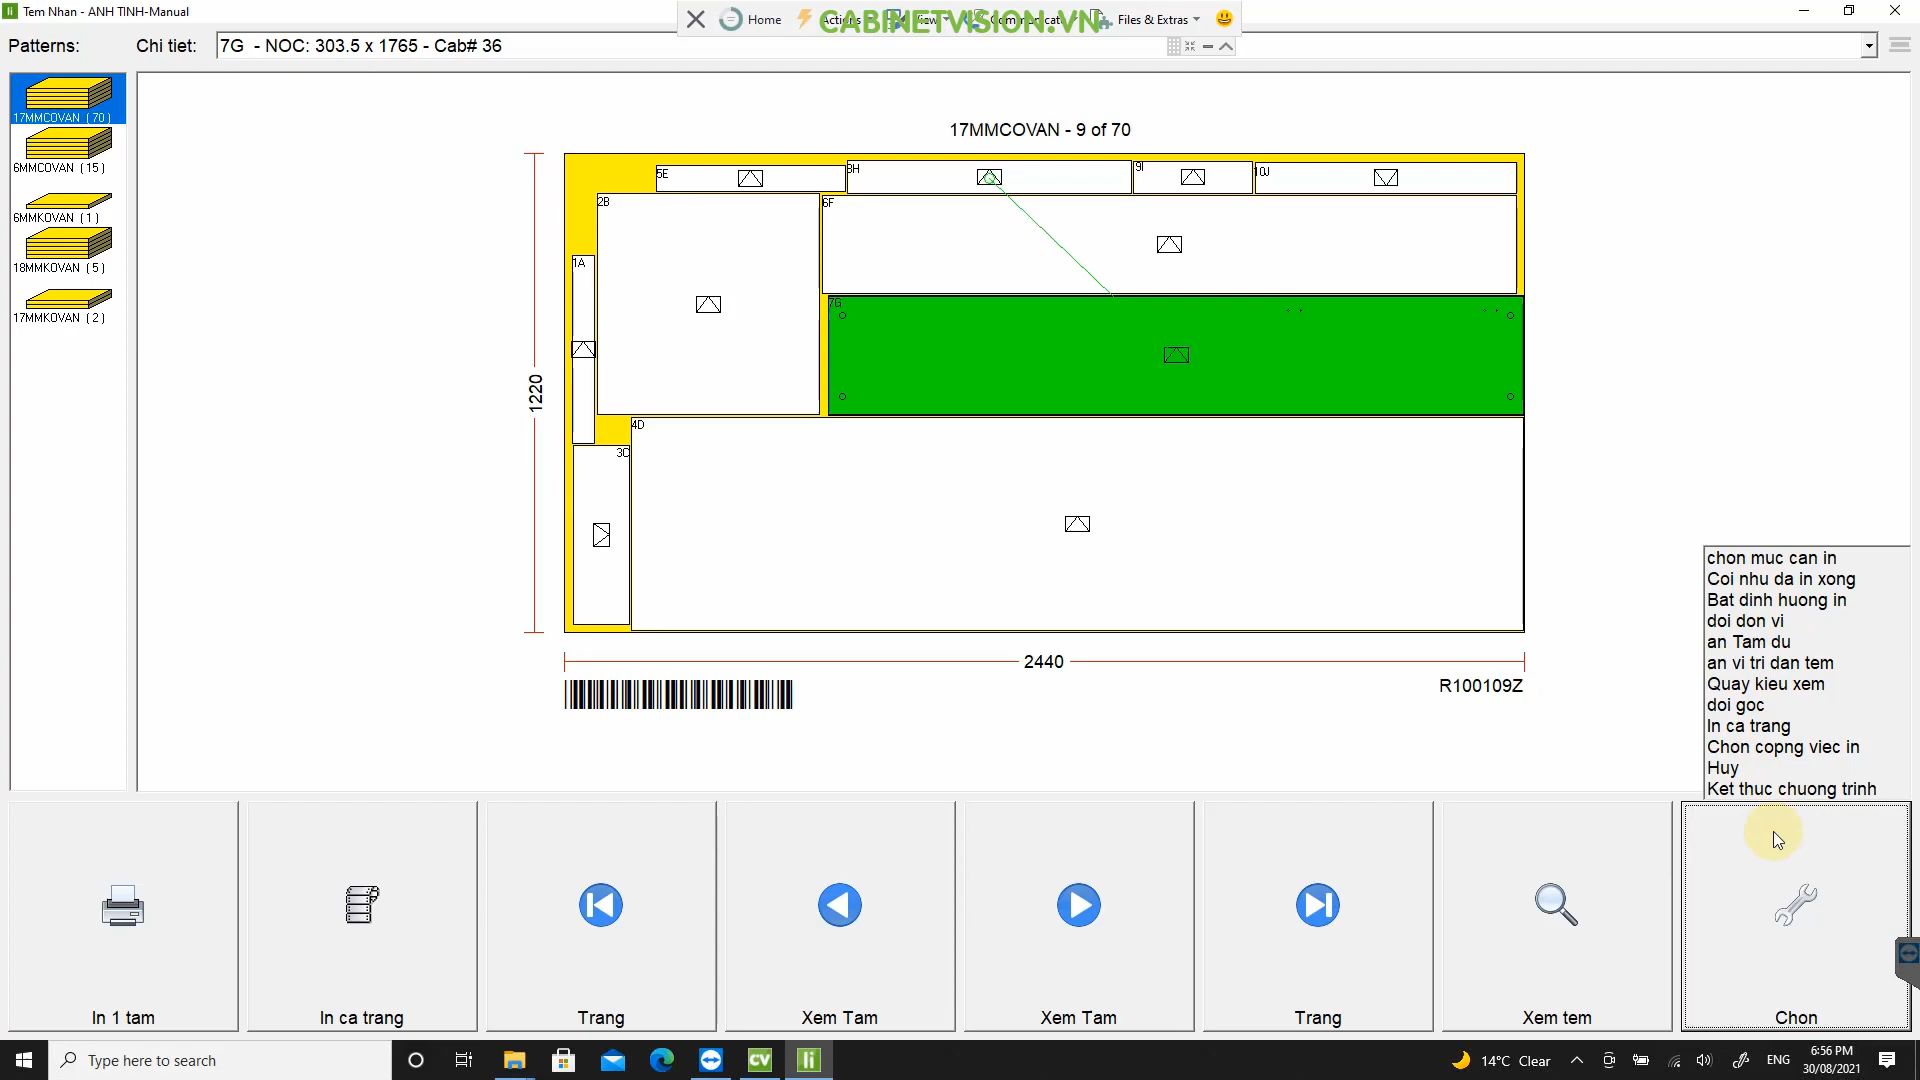 Tem Nhan - ANH TINH-Manual
Home
Actions
View
Communicate
Files & Extras
CABINETVISION.VN
Patterns:
Chi tiet:
7G - NOC: 303.5 x 1765 - Cab# 36
17MMCOVAN (70)
6MMCOVAN (15)
6MMKOVAN (1)
18MMKOVAN (5)
17MMKOVAN (2)
17MMCOVAN - 9 of 70
5E
8H
9I
10J
2B
6F
1A
7G
4D
3C
1220
2440
R100109Z
chon muc can in
Coi nhu da in xong
Bat dinh huong in
doi don vi
an Tam du
an vi tri dan tem
Quay kieu xem
doi goc
In ca trang
Chon copng viec in
Huy
Ket thuc chuong trinh
In 1 tam
In ca trang
Trang
Xem Tam
Xem Tam
Trang
Xem tem
Chon
Type here to search
CV
li
14°C Clear
ENG
6:56 PM
30/08/2021